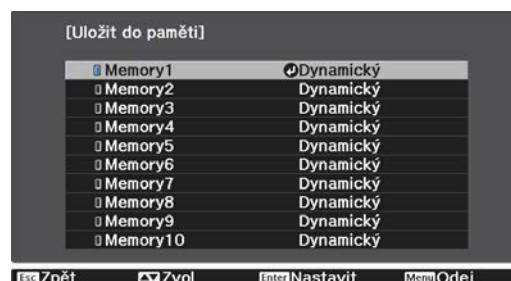 [Uložit do paměti]
Memory1 Dynamický
Memory2 Dynamický
Memory3 Dynamický
Memory4 Dynamický
Memory5 Dynamický
Memory6 Dynamický
Memory7 Dynamický
Memory8 Dynamický
Memory9 Dynamický
Memory10 Dynamický
Esc Zpět Zvol Enter Nastavit Menu Odej